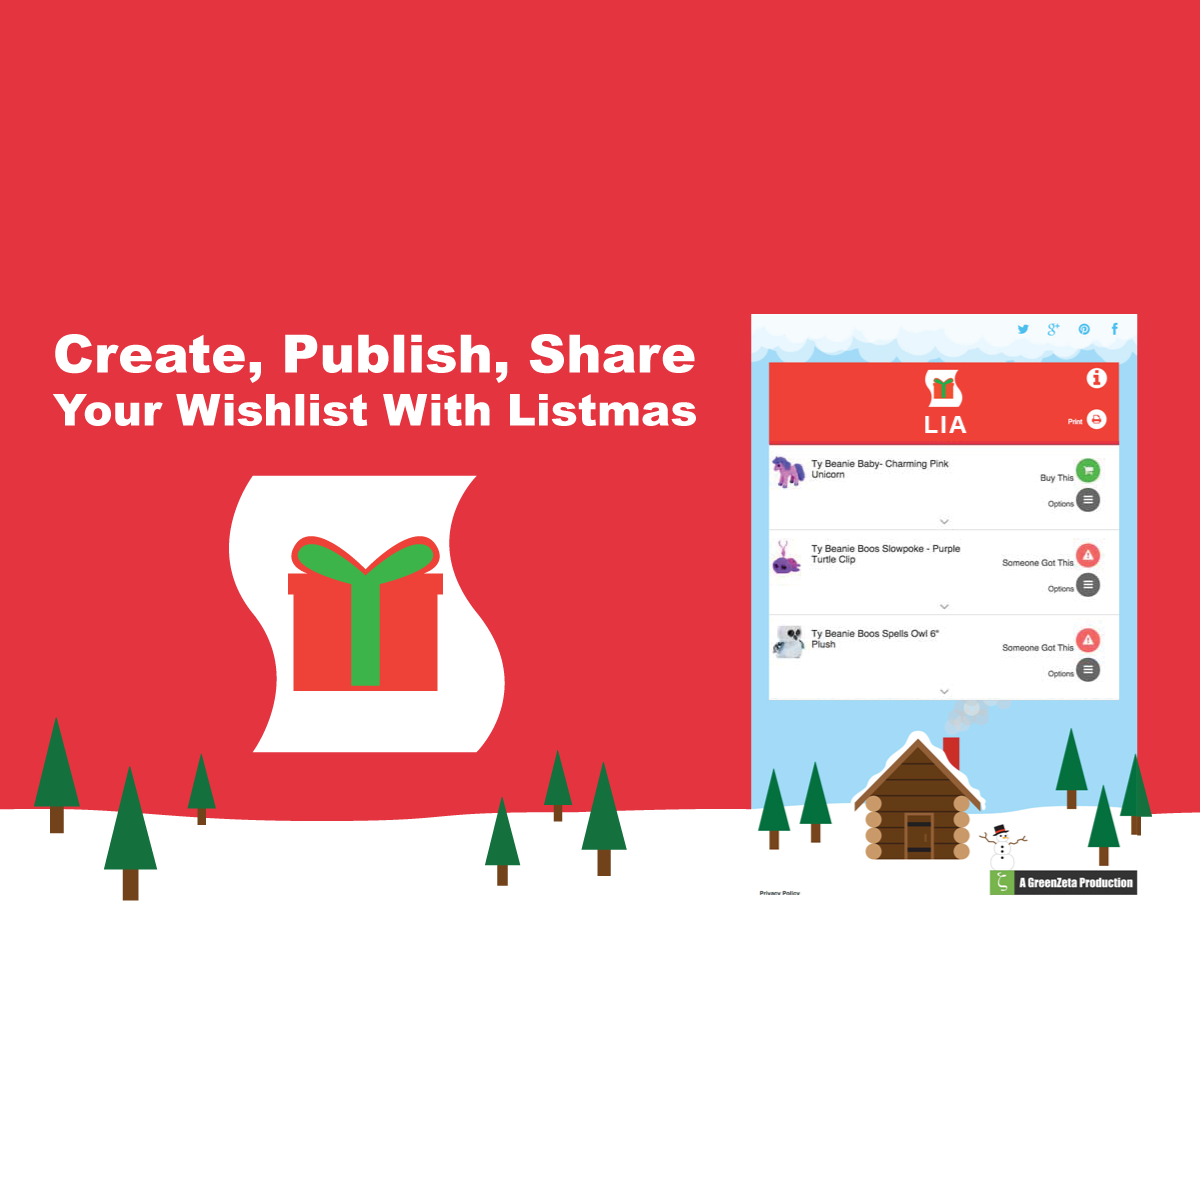 Create, Publish, Share
Your Wishlist With Listmas
LIA
Print
Ty Beanie Baby- Charming Pink
Unicorn
Buy This
Options
Ty Beanie Boos Slowpoke - Purple
Turtle Clip
Someone Got This
Options
Ty Beanie Boos Spells Owl 6"
Plush
Someone Got This
Options
A GreenZeta Production
Privacy Policy